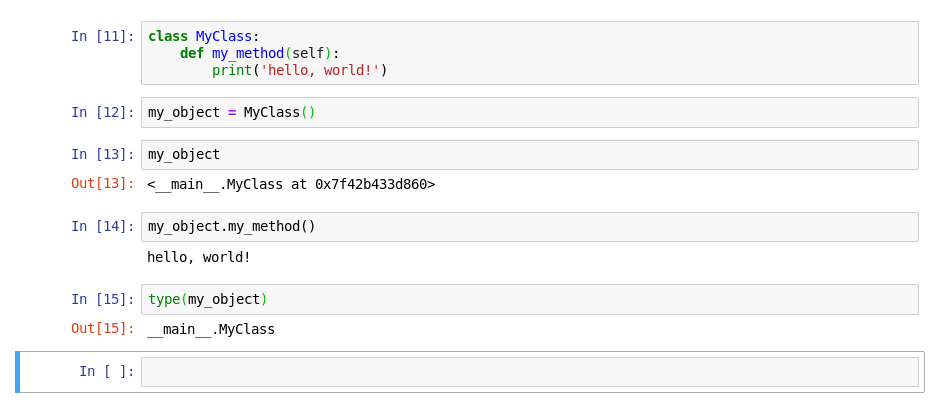 In [11]: class MyClass:
    def my_method(self):
        print('hello, world!')
In [12]: my_object = MyClass()
In [13]: my_object
Out[13]: <__main__.MyClass at 0x7f42b433d860>
In [14]: my_object.my_method()
hello, world!
In [15]: type(my_object)
Out[15]: __main__.MyClass
In [ ]: